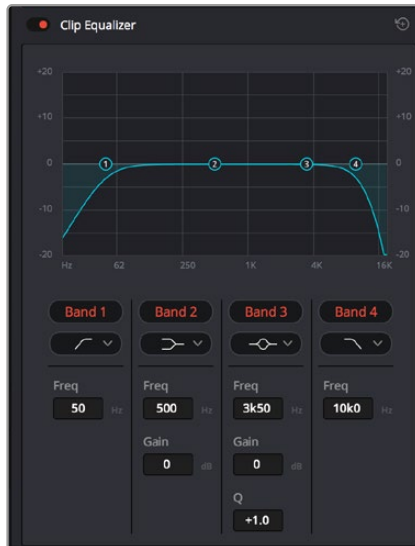 Clip Equalizer
+20 +20
+10 +10
1 2 3 4
0 0
-10 -10
-20 -20
Hz 62 250 1K 4K 16K
Band 1 Band 2 Band 3 Band 4
Freq Freq Freq Freq
50 Hz 500 Hz 3k50 Hz 10k0 Hz
Gain Gain
0 dB 0 dB
Q
+1.0